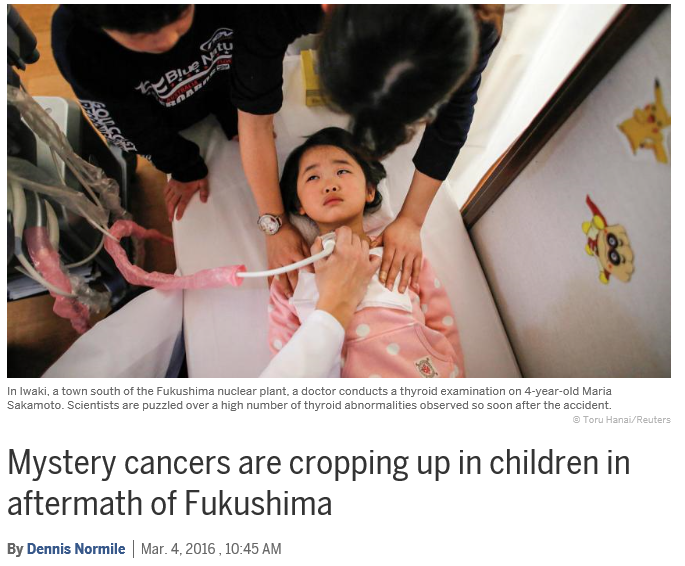 Blue Natu
In Iwaki, a town south of the Fukushima nuclear plant, a doctor conducts a thyroid examination on 4-year-old Maria
Sakamoto. Scientists are puzzled over a high number of thyroid abnormalities observed so soon after the accident.
© Toru Hanai/Reuters
Mystery cancers are cropping up in children in
aftermath of Fukushima
By Dennis Normile | Mar. 4, 2016 , 10:45 AM